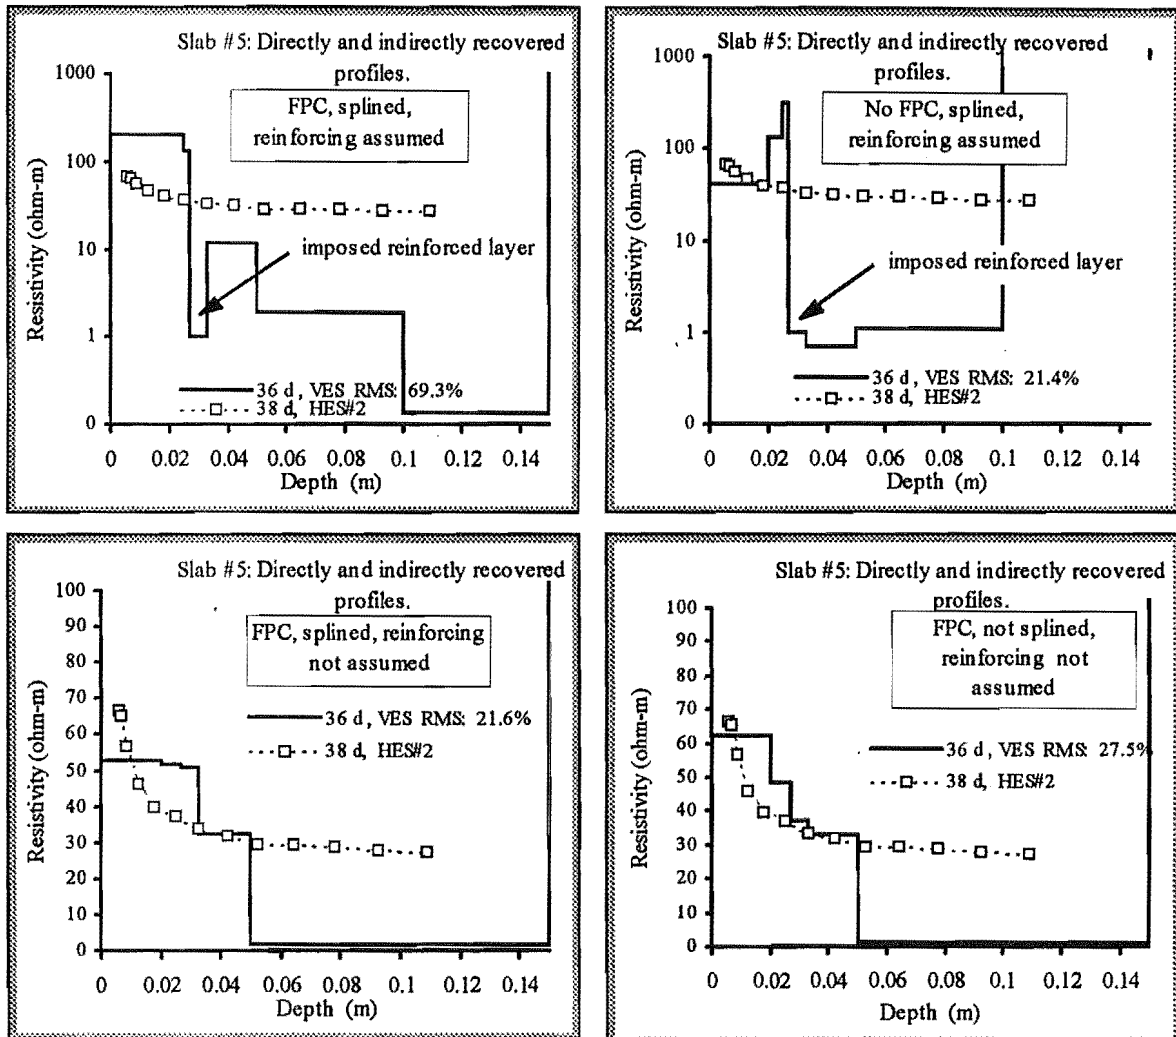 Slab #5: Directly and indirectly recovered
profiles.
FPC, splined,
reinforcing assumed
1000
100
10
1
0
Resistivity (ohm-m)
imposed reinforced layer
36 d, VES RMS: 69.3%
38 d, HES#2
0 0.02 0.04 0.06 0.08 0.1 0.12 0.14
Depth (m)
Slab #5: Directly and indirectly recovered
profiles.
No FPC, splined,
reinforcing assumed
1000
100
10
1
0
Resistivity (ohm-m)
imposed reinforced layer
36 d, VES RMS: 21.4%
38 d, HES#2
0 0.02 0.04 0.06 0.08 0.1 0.12 0.14
Depth (m)
Slab #5: Directly and indirectly recovered
profiles.
FPC, splined, reinforcing
not assumed
100
90
80
70
60
50
40
30
20
10
0
Resistivity (ohm-m)
36 d, VES RMS: 21.6%
38 d, HES#2
0 0.02 0.04 0.06 0.08 0.1 0.12 0.14
Depth (m)
Slab #5: Directly and indirectly recovered
profiles.
FPC, not splined,
reinforcing not
assumed
100
90
80
70
60
50
40
30
20
10
0
Resistivity (ohm-m)
36 d, VES RMS: 27.5%
38 d, HES#2
0 0.02 0.04 0.06 0.08 0.1 0.12 0.14
Depth (m)